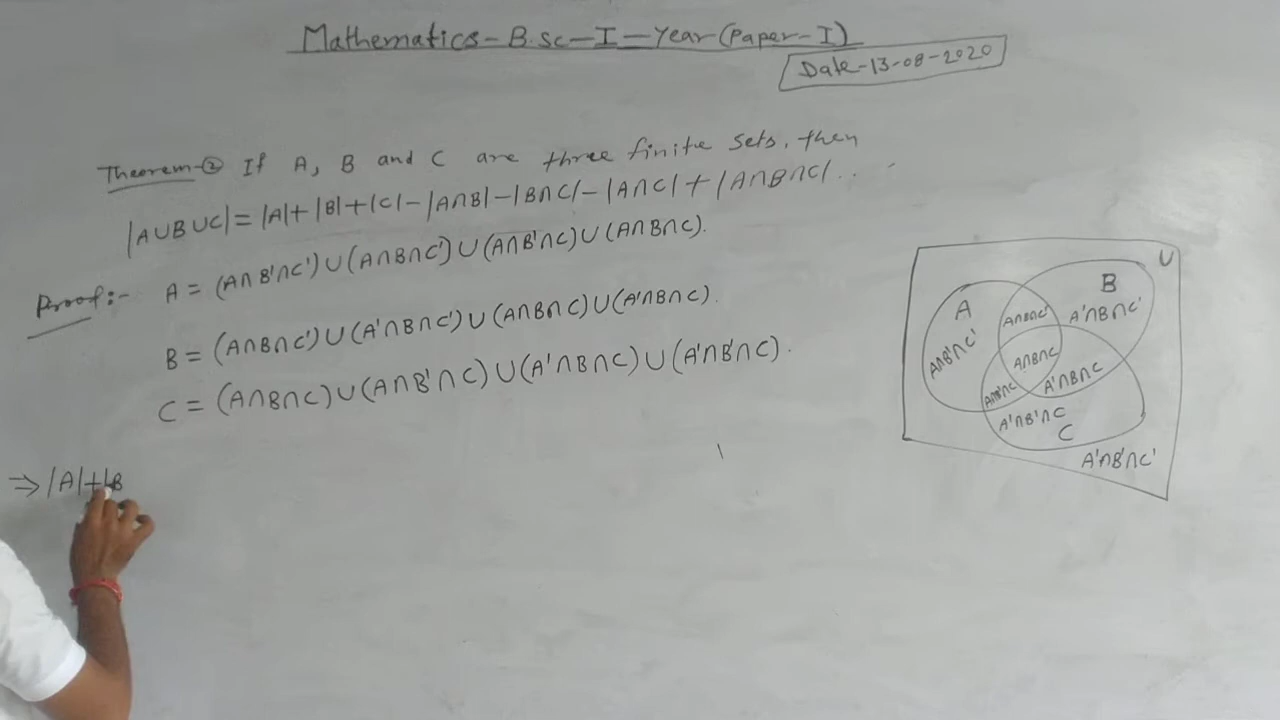 Mathematics-B.Sc-I-Year(Paper-I)
Date-13-08-2020
Theorem-② If A, B and C are three finite sets, then
|A∪B∪C|=|A|+|B|+|C|-|A∩B|-|B∩C|-|A∩C|+|A∩B∩C|...
Proof:- A = (A∩B'∩C')∪(A∩B∩C')∪(A∩B'∩C)∪(A∩B∩C).
B = (A∩B∩C')∪(A'∩B∩C')∪(A∩B∩C)∪(A'∩B∩C).
C = (A∩B∩C)∪(A∩B'∩C)∪(A'∩B∩C)∪(A'∩B'∩C).
⇒|A|+|B
U
A
B
A∩B∩C'
A'∩B∩C'
A∩B'∩C'
A∩B∩C
A∩B'∩C
A'∩B∩C
A'∩B'∩C
C
A'∩B'∩C'